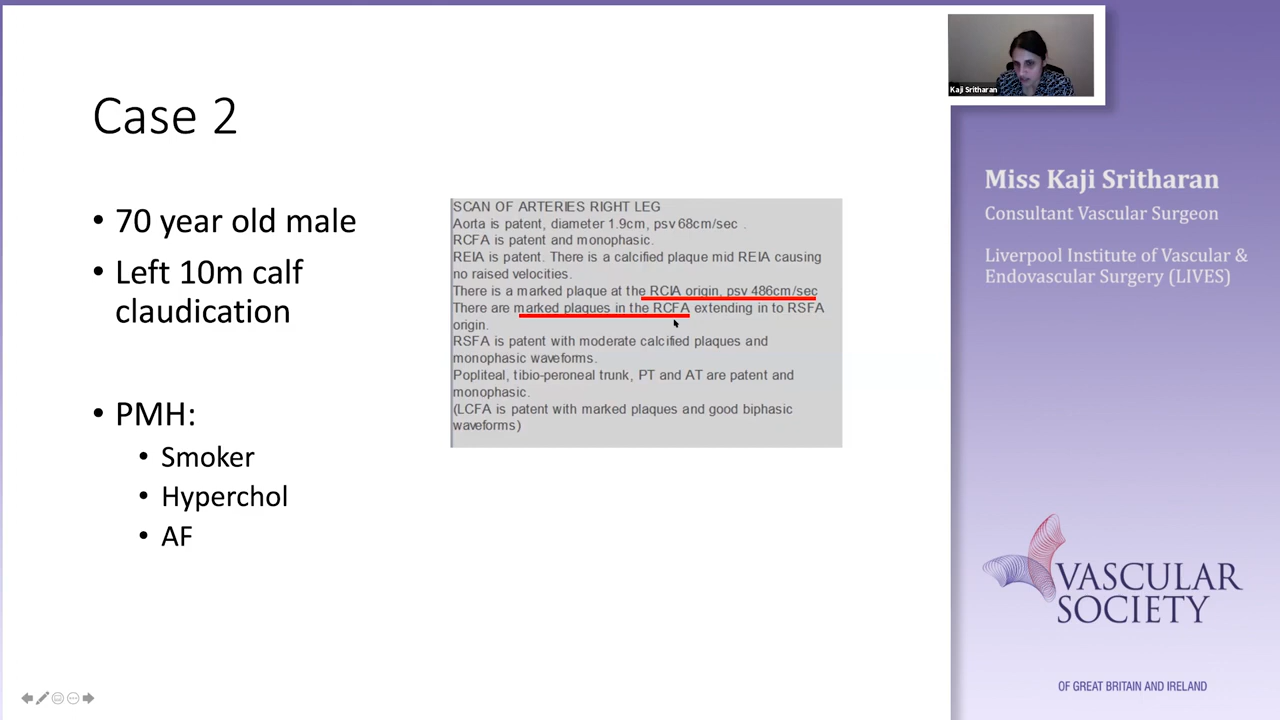 Case 2
• 70 year old male
• Left 10m calf
claudication
• PMH:
• Smoker
• Hyperchol
• AF
SCAN OF ARTERIES RIGHT LEG
Aorta is patent, diameter 1.9cm, psv 68cm/sec .
RCFA is patent and monophasic.
REIA is patent. There is a calcified plaque mid REIA causing
no raised velocities.
There is a marked plaque at the RCIA origin, psv 486cm/sec
There are marked plaques in the RCFA extending in to RSFA
origin.
RSFA is patent with moderate calcified plaques and
monophasic waveforms.
Popliteal, tibio-peroneal trunk, PT and AT are patent and
monophasic.
(LCFA is patent with marked plaques and good biphasic
waveforms)
Kaji Sritharan
Miss Kaji Sritharan
Consultant Vascular Surgeon
Liverpool Institute of Vascular &
Endovascular Surgery (LIVES)
VASCULAR
SOCIETY
OF GREAT BRITAIN AND IRELAND